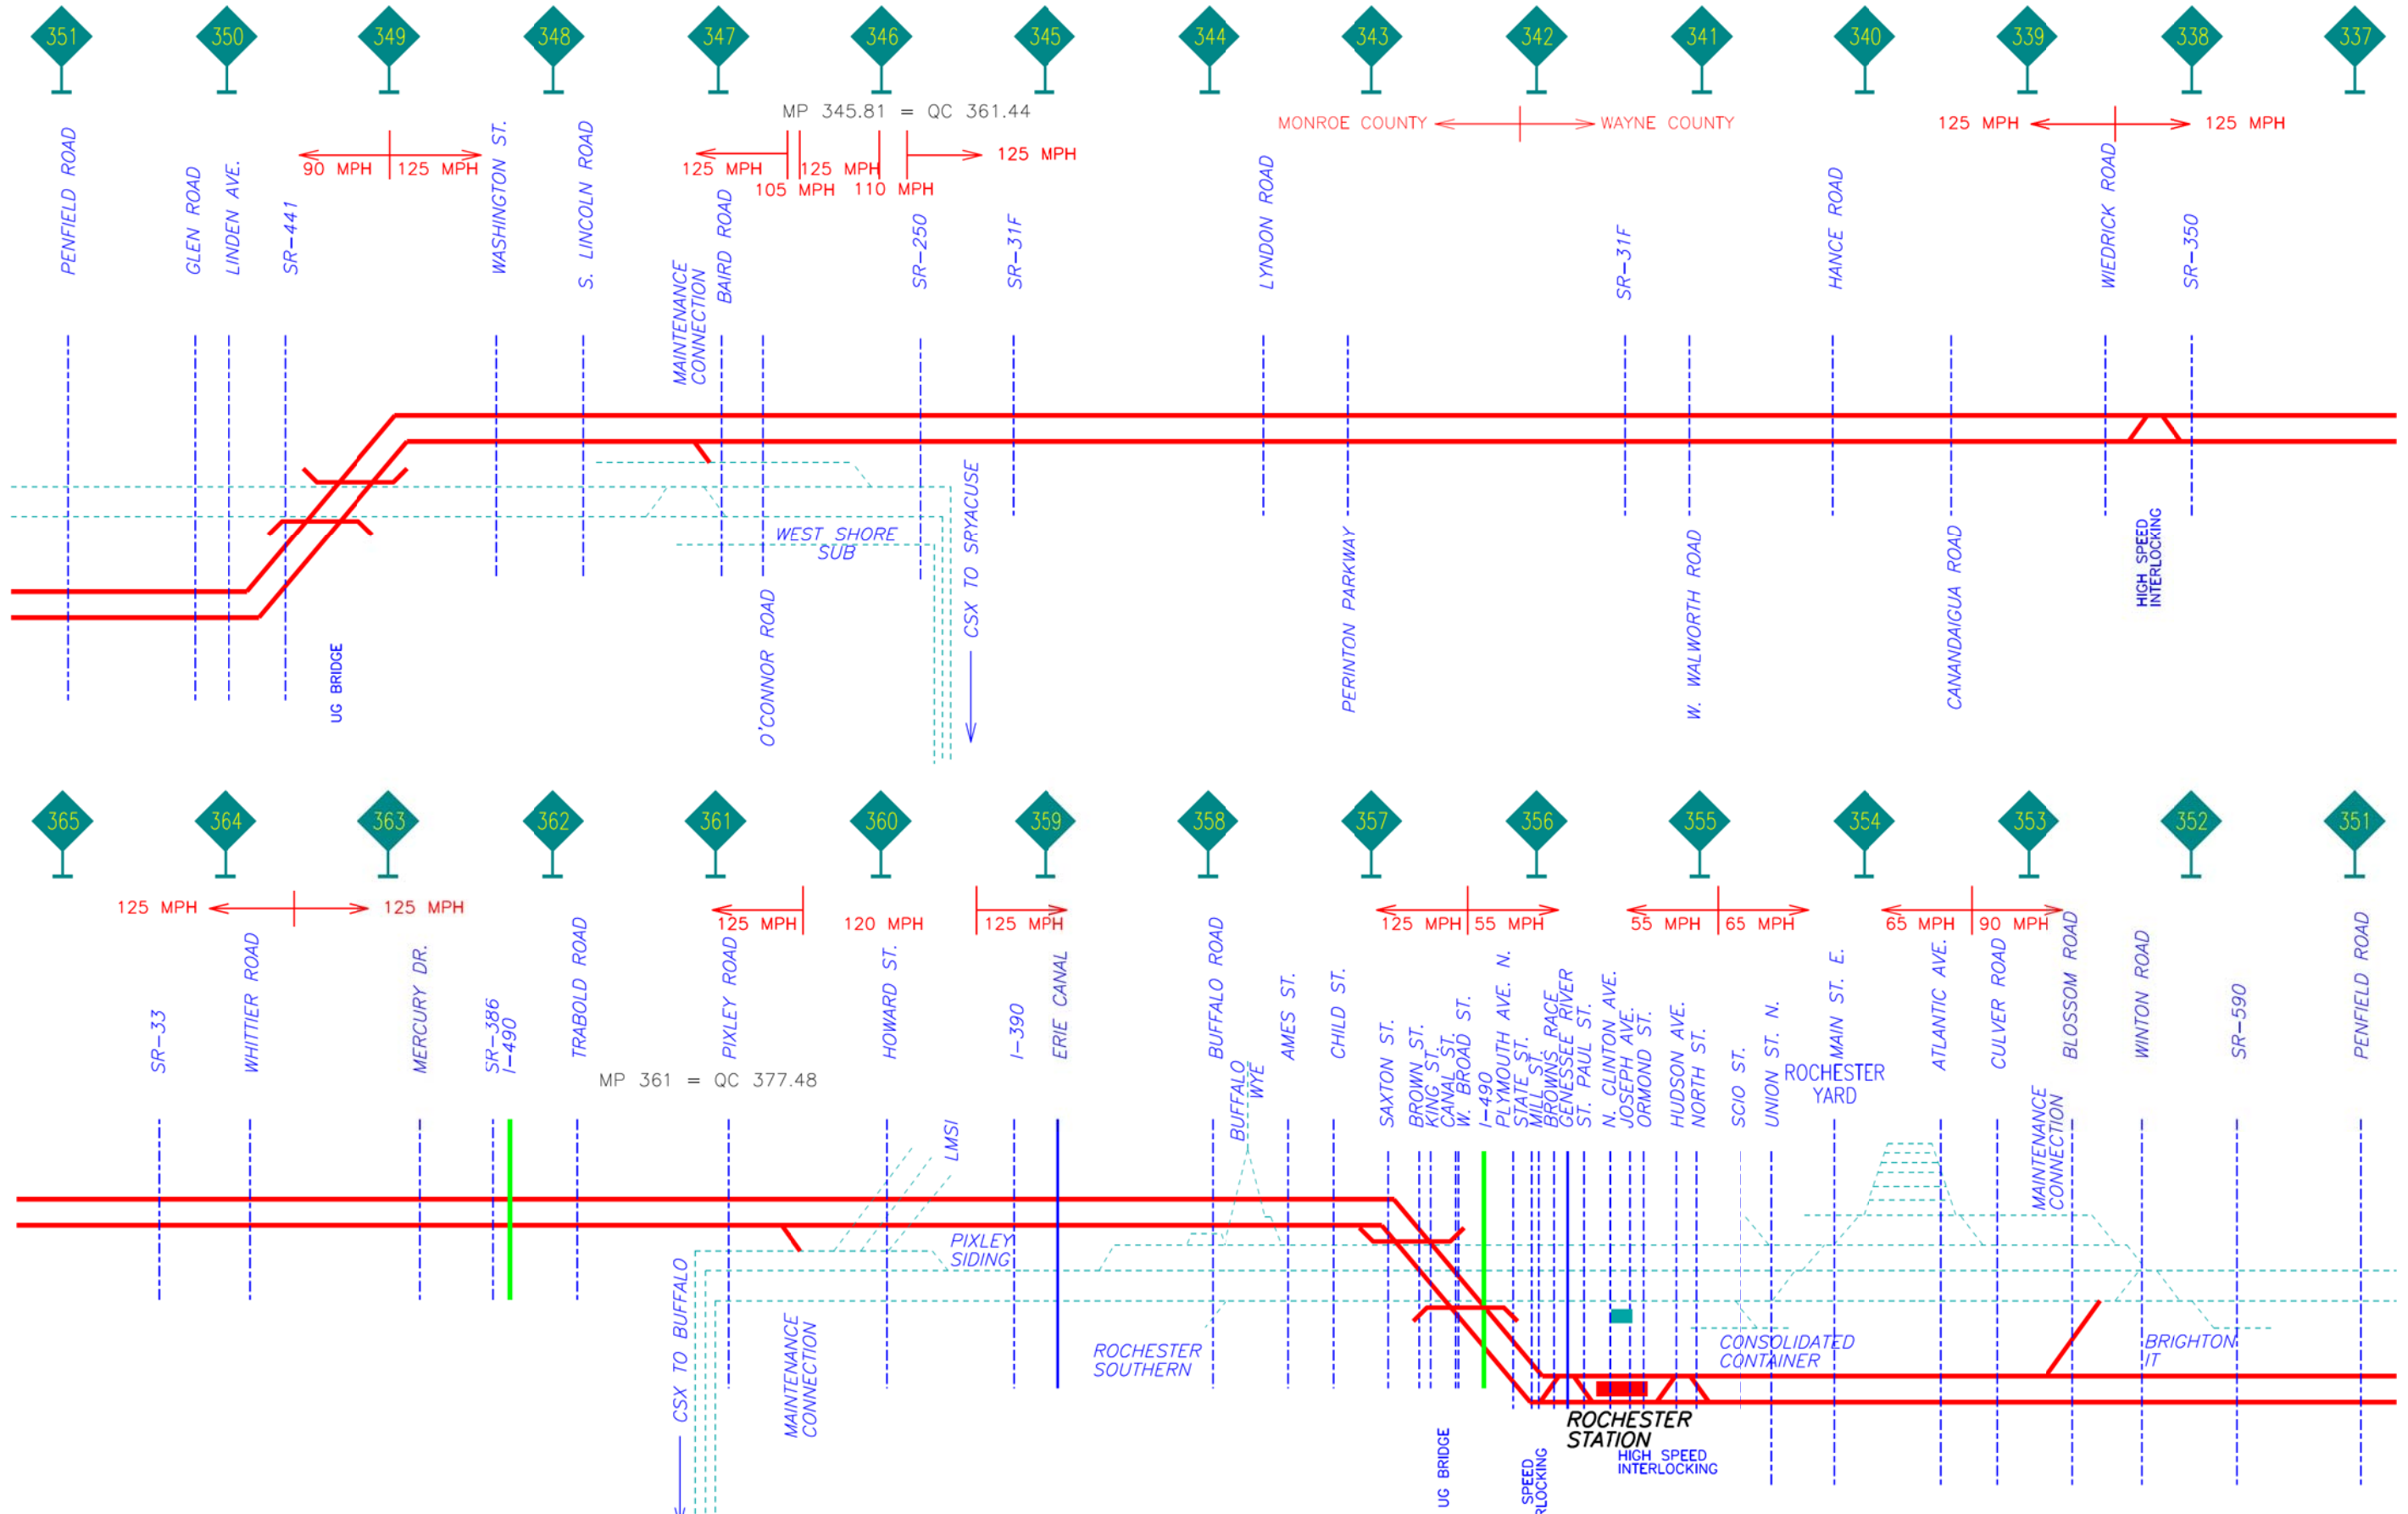 351
350
349
348
347
346
345
344
343
342
341
340
339
338
337
MP 345.81 = QC 361.44
MONROE COUNTY
WAYNE COUNTY
125 MPH
125 MPH
90 MPH
125 MPH
125 MPH
125 MPH
125 MPH
105 MPH
110 MPH
PENFIELD ROAD
GLEN ROAD
LINDEN AVE.
SR-441
WASHINGTON ST.
S. LINCOLN ROAD
MAINTENANCE
CONNECTION
BAIRD ROAD
SR-250
SR-31F
LYNDON ROAD
SR-31F
HANCE ROAD
WIEDRICK ROAD
SR-350
WEST SHORE
SUB
CSX TO SRYACUSE
UG BRIDGE
O'CONNOR ROAD
PERINTON PARKWAY
W. WALWORTH ROAD
CANANDAIGUA ROAD
HIGH SPEED
INTERLOCKING
365
364
363
362
361
360
359
358
357
356
355
354
353
352
351
125 MPH
125 MPH
125 MPH
120 MPH
125 MPH
125 MPH
55 MPH
55 MPH
65 MPH
65 MPH
90 MPH
SR-33
WHITTIER ROAD
MERCURY DR.
SR-386
I-490
TRABOLD ROAD
PIXLEY ROAD
HOWARD ST.
I-390
ERIE CANAL
BUFFALO ROAD
BUFFALO
WYE
AMES ST.
CHILD ST.
SAXTON ST.
BROWN ST.
KING ST.
CANAL ST.
W. BROAD ST.
I-490
PLYMOUTH AVE. N.
STATE ST.
MILL ST.
BROWNS RACE
GENESSEE RIVER
ST. PAUL ST.
N. CLINTON AVE.
JOSEPH AVE.
ORMOND ST.
HUDSON AVE.
NORTH ST.
SCIO ST.
UNION ST. N.
MAIN ST. E.
ROCHESTER
YARD
ATLANTIC AVE.
CULVER ROAD
MAINTENANCE
CONNECTION
BLOSSOM ROAD
WINTON ROAD
SR-590
PENFIELD ROAD
MP 361 = QC 377.48
LMSI
PIXLEY
SIDING
CSX TO BUFFALO
MAINTENANCE
CONNECTION
ROCHESTER
SOUTHERN
CONSOLIDATED
CONTAINER
BRIGHTON
IT
ROCHESTER
STATION
UG BRIDGE
SPEED
RLOCKING
HIGH SPEED
INTERLOCKING